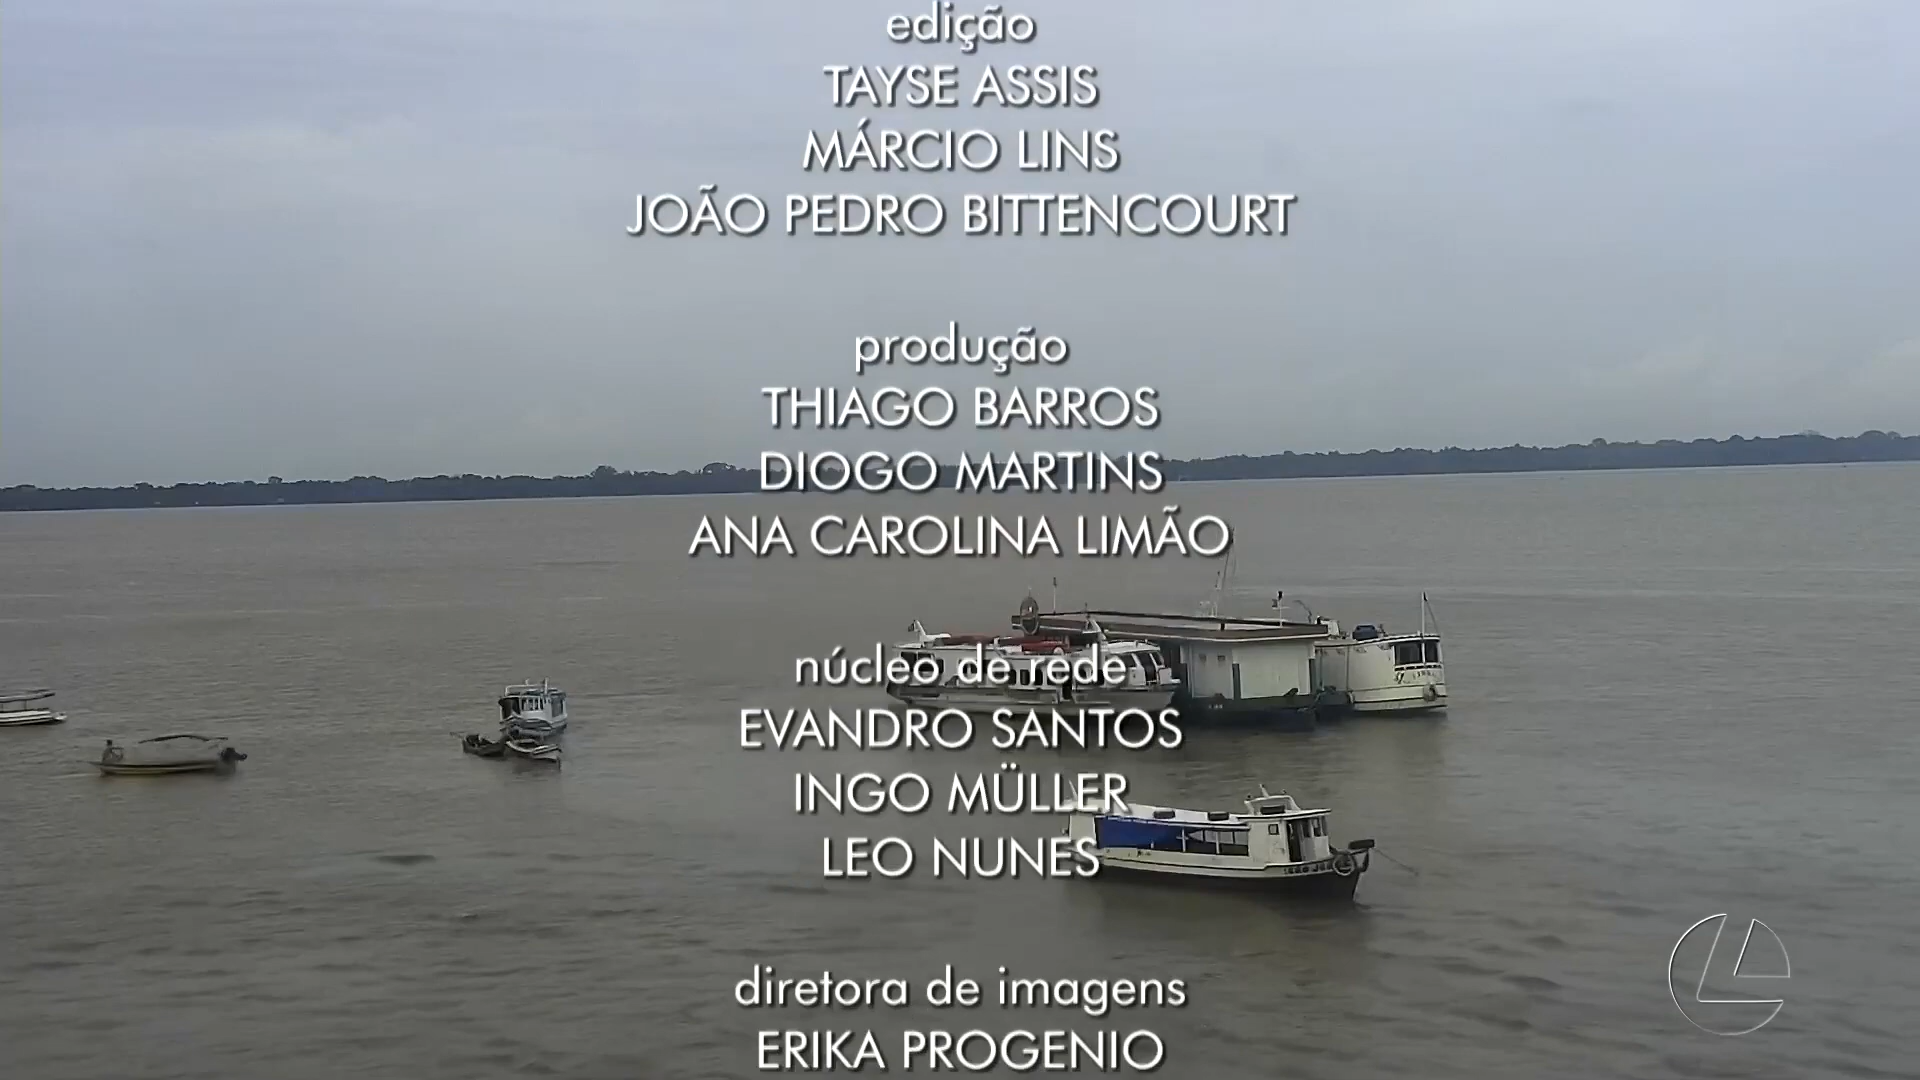 edição
TAYSE ASSIS
MÁRCIO LINS
JOÃO PEDRO BITTENCOURT
produção
THIAGO BARROS
DIOGO MARTINS
ANA CAROLINA LIMÃO
núcleo de rede
EVANDRO SANTOS
INGO MÜLLER
LEO NUNES
diretora de imagens
ERIKA PROGENIO